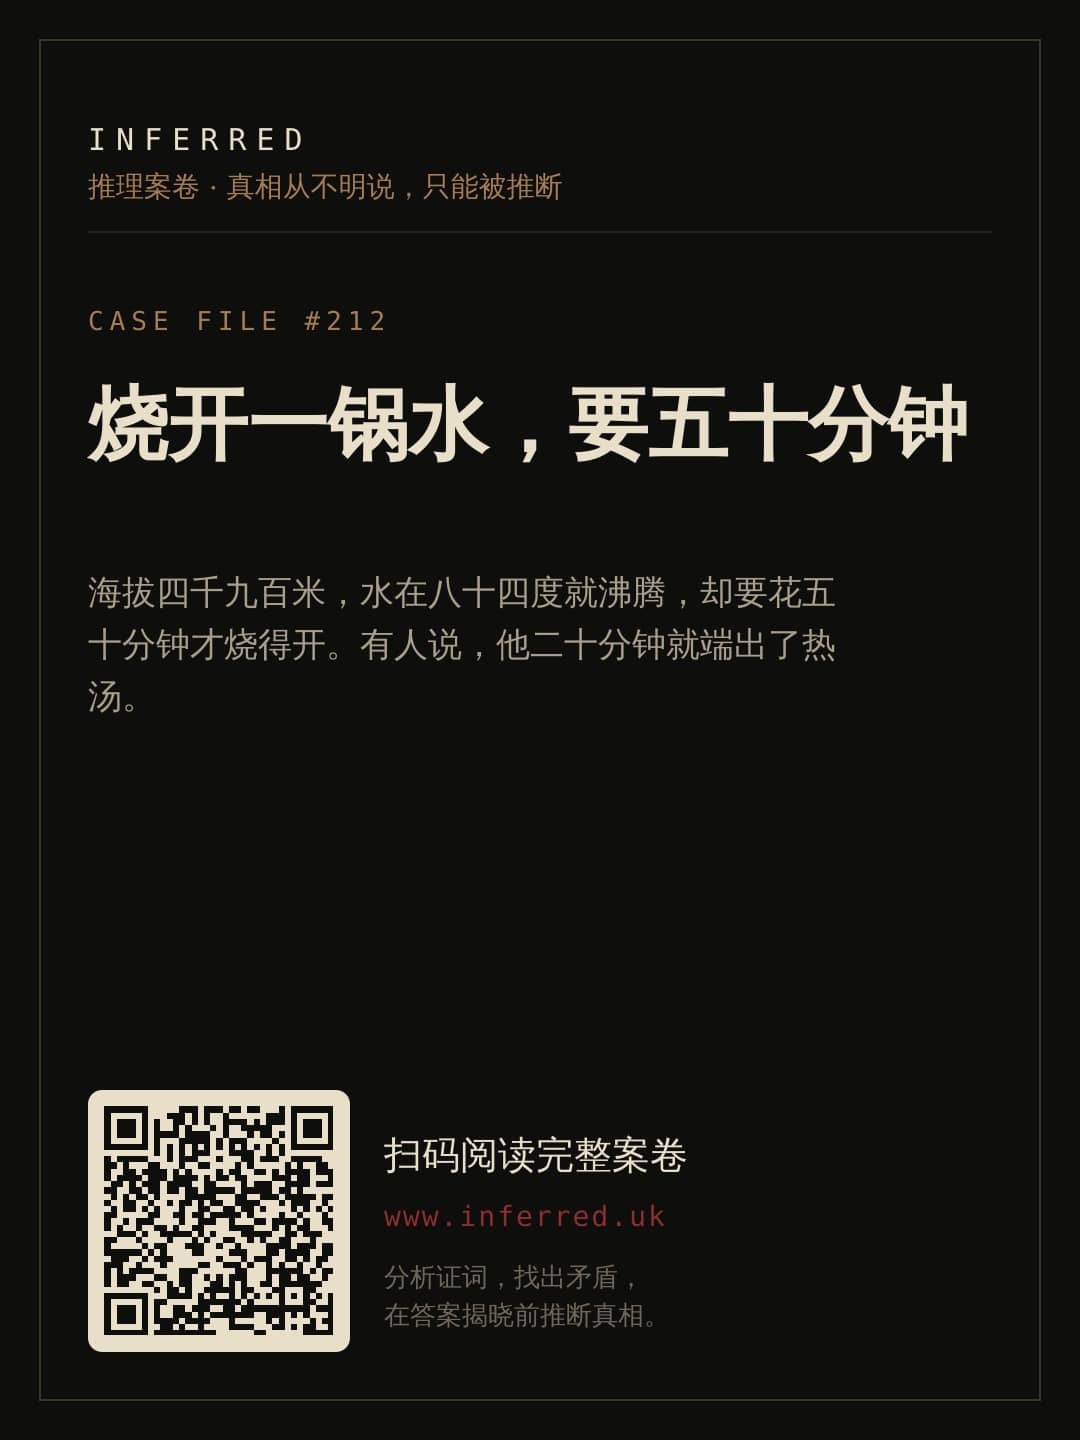 INFERRED
推理案卷 · 真相从不明说，只能被推断
CASE FILE #212
烧开一锅水，要五十分钟
海拔四千九百米，水在八十四度就沸腾，却要花五
十分钟才烧得开。有人说，他二十分钟就端出了热
汤。
扫码阅读完整案卷
www.inferred.uk
分析证词，找出矛盾，
在答案揭晓前推断真相。